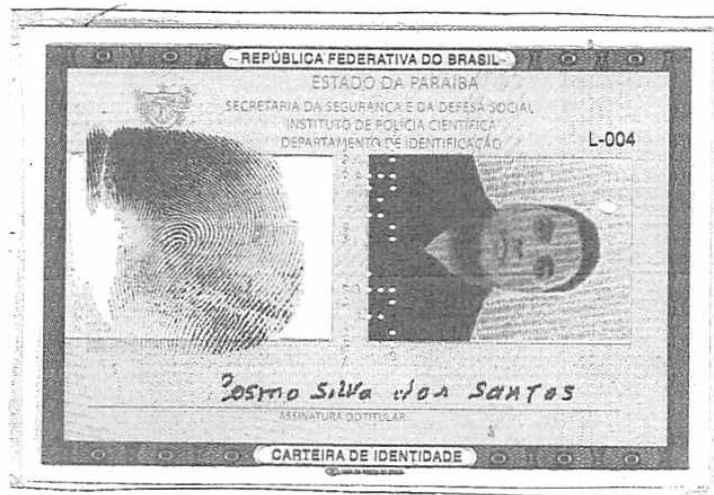 REPÚBLICA FEDERATIVA DO BRASIL
ESTADO DA PARAÍBA
SECRETARIA DA SEGURANÇA E DA DEFESA SOCIAL
INSTITUTO DE POLÍCIA CIENTÍFICA
DEPARTAMENTO DE IDENTIFICAÇÃO
L-004
Cosmo Silva dos Santos
ASSINATURA DO TITULAR
CARTEIRA DE IDENTIDADE